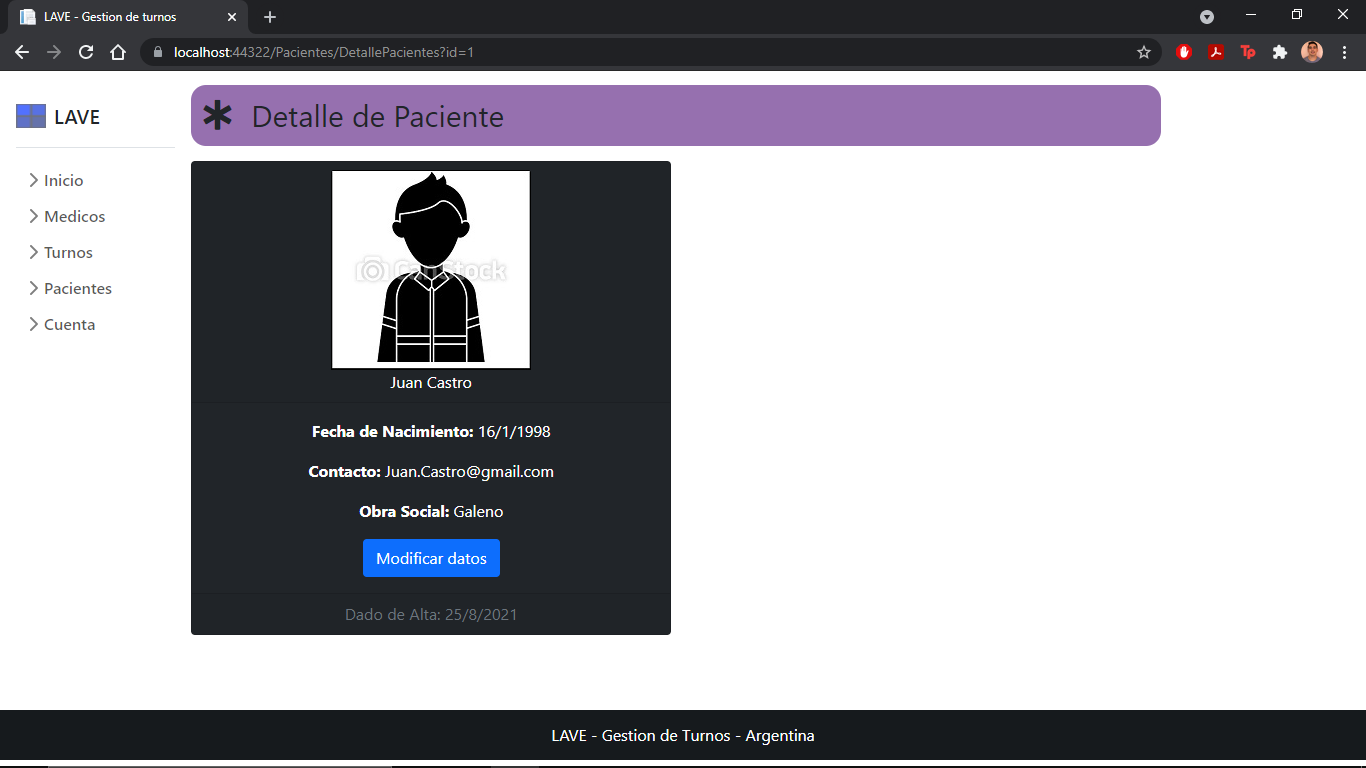 LAVE - Gestion de turnos
localhost:44322/Pacientes/DetallePacientes?id=1
Tp
LAVE
Inicio
Medicos
Turnos
Pacientes
Cuenta
Detalle de Paciente
CanStock
Juan Castro
Fecha de Nacimiento: 16/1/1998
Contacto: Juan.Castro@gmail.com
Obra Social: Galeno
Modificar datos
Dado de Alta: 25/8/2021
LAVE - Gestion de Turnos - Argentina